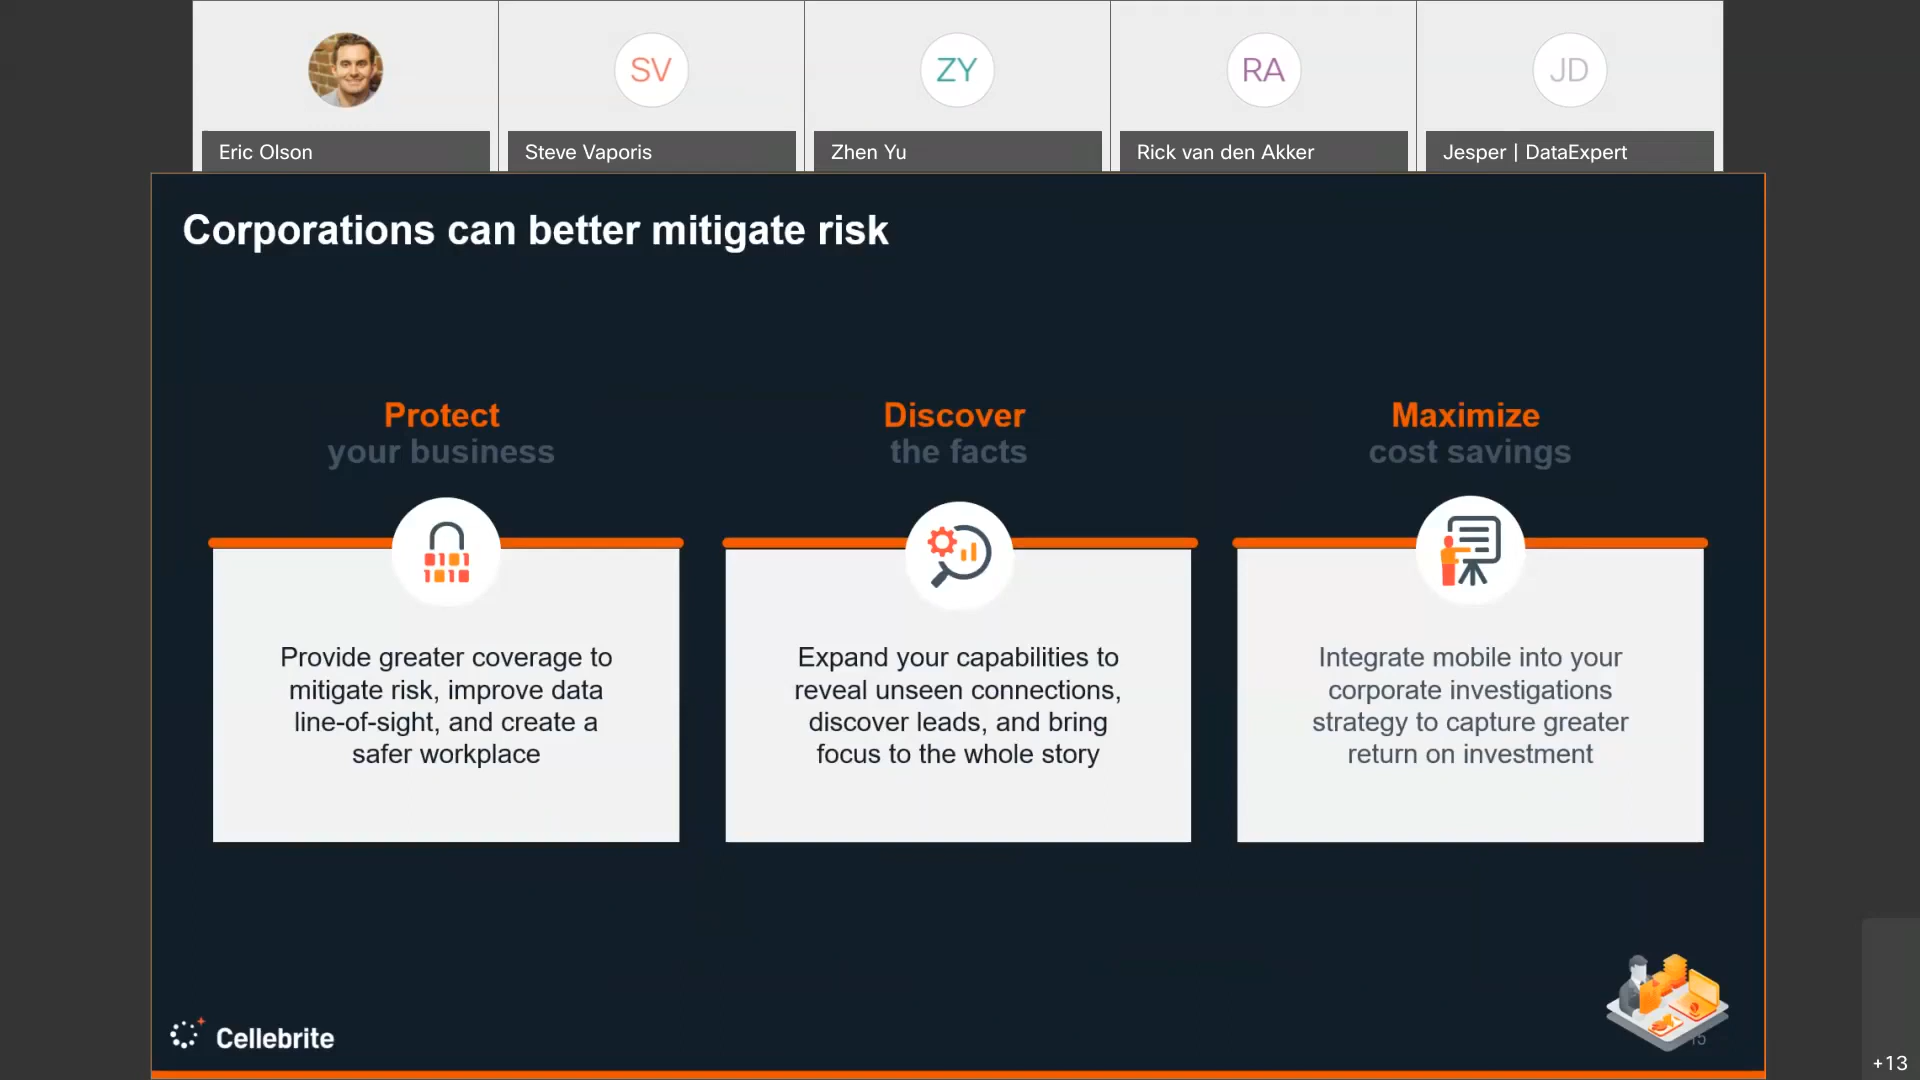 SV
ZY
RA
JD
Eric Olson
Steve Vaporis
Zhen Yu
Rick van den Akker
Jesper | DataExpert
Corporations can better mitigate risk
Protect
your business
Provide greater coverage to
mitigate risk, improve data
line-of-sight, and create a
safer workplace
Discover
the facts
Expand your capabilities to
reveal unseen connections,
discover leads, and bring
focus to the whole story
Maximize
cost savings
Integrate mobile into your
corporate investigations
strategy to capture greater
return on investment
Cellebrite
15
+13